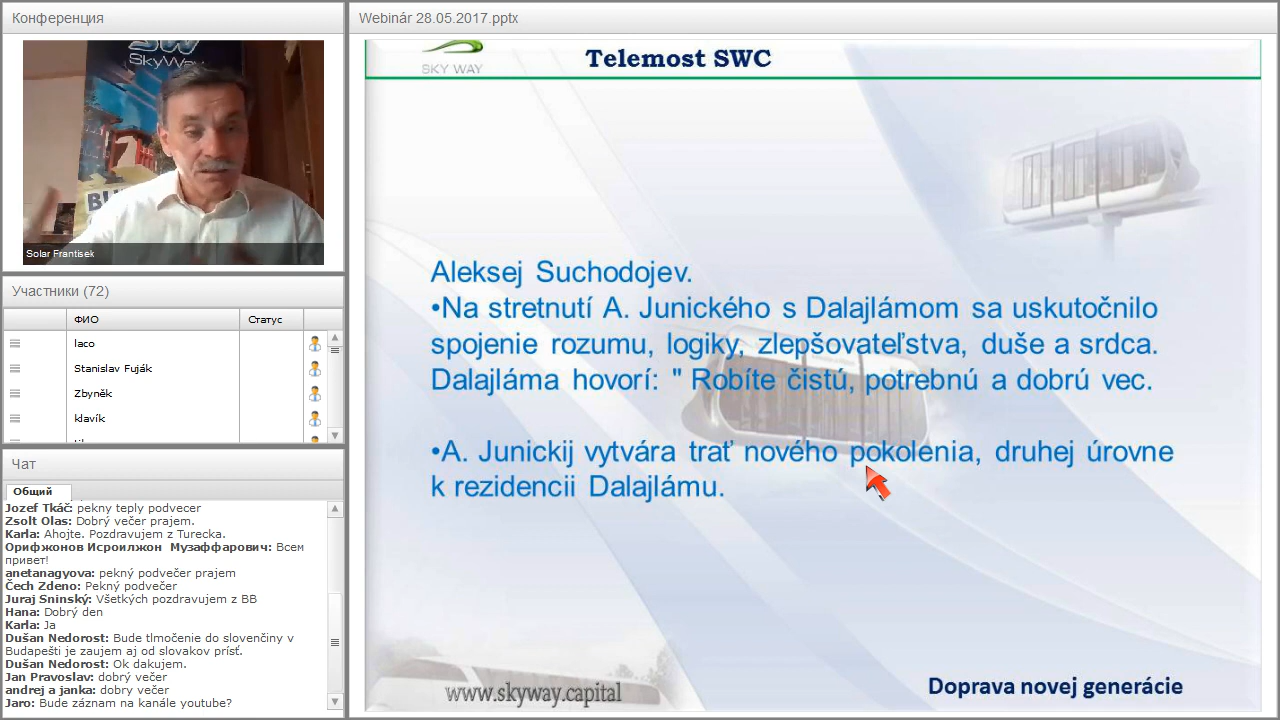 Конференция
SW
SkyWay
BU
Solar Frantisek
Участники (72)
ФИО
Статус
laco
Stanislav Fuják
Zbyněk
klavík
Чат
Общий
Jozef Tkáč: pekny teply podvecer
Zsolt Olas: Dobrý večer prajem.
Karla: Ahojte. Pozdravujem z Turecka.
Орифжонов Исроилжон Музаффарович: Всем
привет!
anetanagyova: pekný podvečer prajem
Čech Zdeno: Pekný podvečer
Juraj Sninský: Všetkých pozdravujem z BB
Hana: Dobrý den
Karla: Ja
Dušan Nedorost: Bude tlmočenie do slovenčiny v
Budapešti je zaujem aj od slovakov prísť.
Dušan Nedorost: Ok dakujem.
Jan Pravoslav: dobrý večer
andrej a janka: dobry večer
Jaro: Bude záznam na kanále youtube?
Webinár 28.05.2017.pptx
SKY WAY
Telemost SWC
Aleksej Suchodojev.
•Na stretnutí A. Junického s Dalajlámom sa uskutočnilo
spojenie rozumu, logiky, zlepšovateľstva, duše a srdca.
Dalajláma hovorí: " Robíte čistú, potrebnú a dobrú vec.
•A. Junickij vytvára trať nového pokolenia, druhej úrovne
k rezidencii Dalajlámu.
www.skyway.capital
Doprava novej generácie